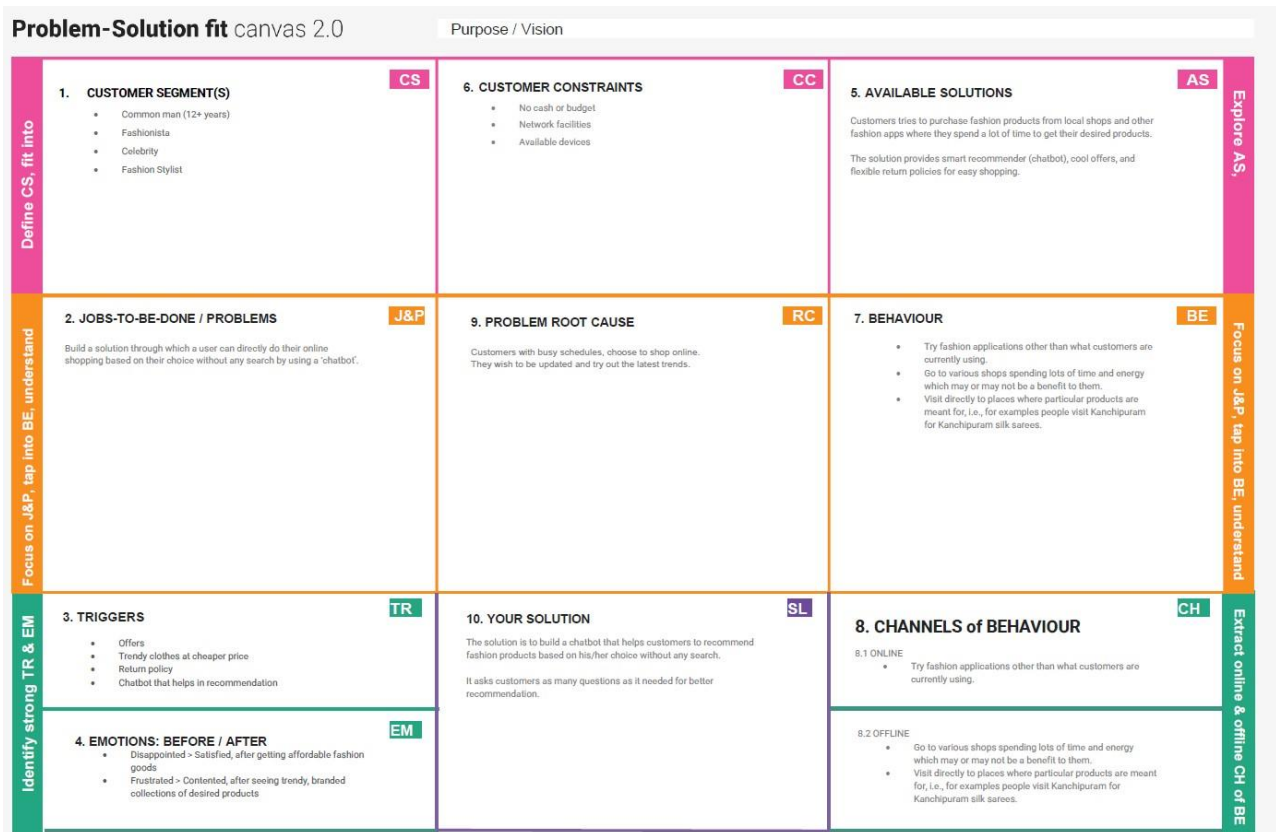 Problem-Solution fit canvas 2.0
Purpose / Vision
Define CS, fit into
1. CUSTOMER SEGMENT(S)
CS
• Common man (12+ years)
• Fashionista
• Celebrity
• Fashion Stylist
6. CUSTOMER CONSTRAINTS
CC
• No cash or budget
• Network facilities
• Available devices
5. AVAILABLE SOLUTIONS
AS
Customers tries to purchase fashion products from local shops and other
fashion apps where they spend a lot of time to get their desired products.
The solution provides smart recommender (chatbot), cool offers, and
flexible return policies for easy shopping.
Explore AS,
Focus on J&P, tap into BE, understand
2. JOBS-TO-BE-DONE / PROBLEMS
J&P
Build a solution through which a user can directly do their online
shopping based on their choice without any search by using a 'chatbot'.
9. PROBLEM ROOT CAUSE
RC
Customers with busy schedules, choose to shop online.
They wish to be updated and try out the latest trends.
7. BEHAVIOUR
BE
• Try fashion applications other than what customers are
currently using.
• Go to various shops spending lots of time and energy
which may or may not be a benefit to them.
• Visit directly to places where particular products are
meant for, i.e., for examples people visit Kanchipuram
for Kanchipuram silk sarees.
Focus on J&P, tap into BE, understand
Identify strong TR & EM
3. TRIGGERS
TR
• Offers
• Trendy clothes at cheaper price
• Return policy
• Chatbot that helps in recommendation
4. EMOTIONS: BEFORE / AFTER
EM
• Disappointed > Satisfied, after getting affordable fashion
goods
• Frustrated > Contented, after seeing trendy, branded
collections of desired products
10. YOUR SOLUTION
SL
The solution is to build a chatbot that helps customers to recommend
fashion products based on his/her choice without any search.
It asks customers as many questions as it needed for better
recommendation.
8. CHANNELS of BEHAVIOUR
CH
8.1 ONLINE
• Try fashion applications other than what customers are
currently using.
8.2 OFFLINE
• Go to various shops spending lots of time and energy
which may or may not be a benefit to them.
• Visit directly to places where particular products are meant
for, i.e., for examples people visit Kanchipuram for
Kanchipuram silk sarees.
Extract online & offline CH of BE